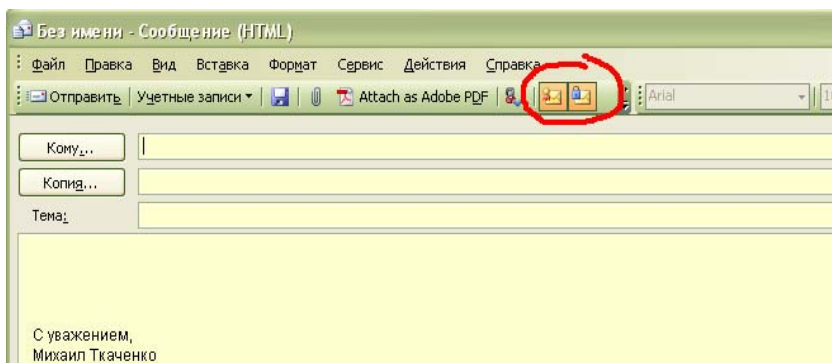 Без имени - Сообщение (HTML)
Файл Правка Вид Вставка Формат Сервис Действия Справка
Отправить Учетные записи Attach as Adobe PDF Arial
Кому...
Копия...
Тема:
С уважением,
Михаил Ткаченко